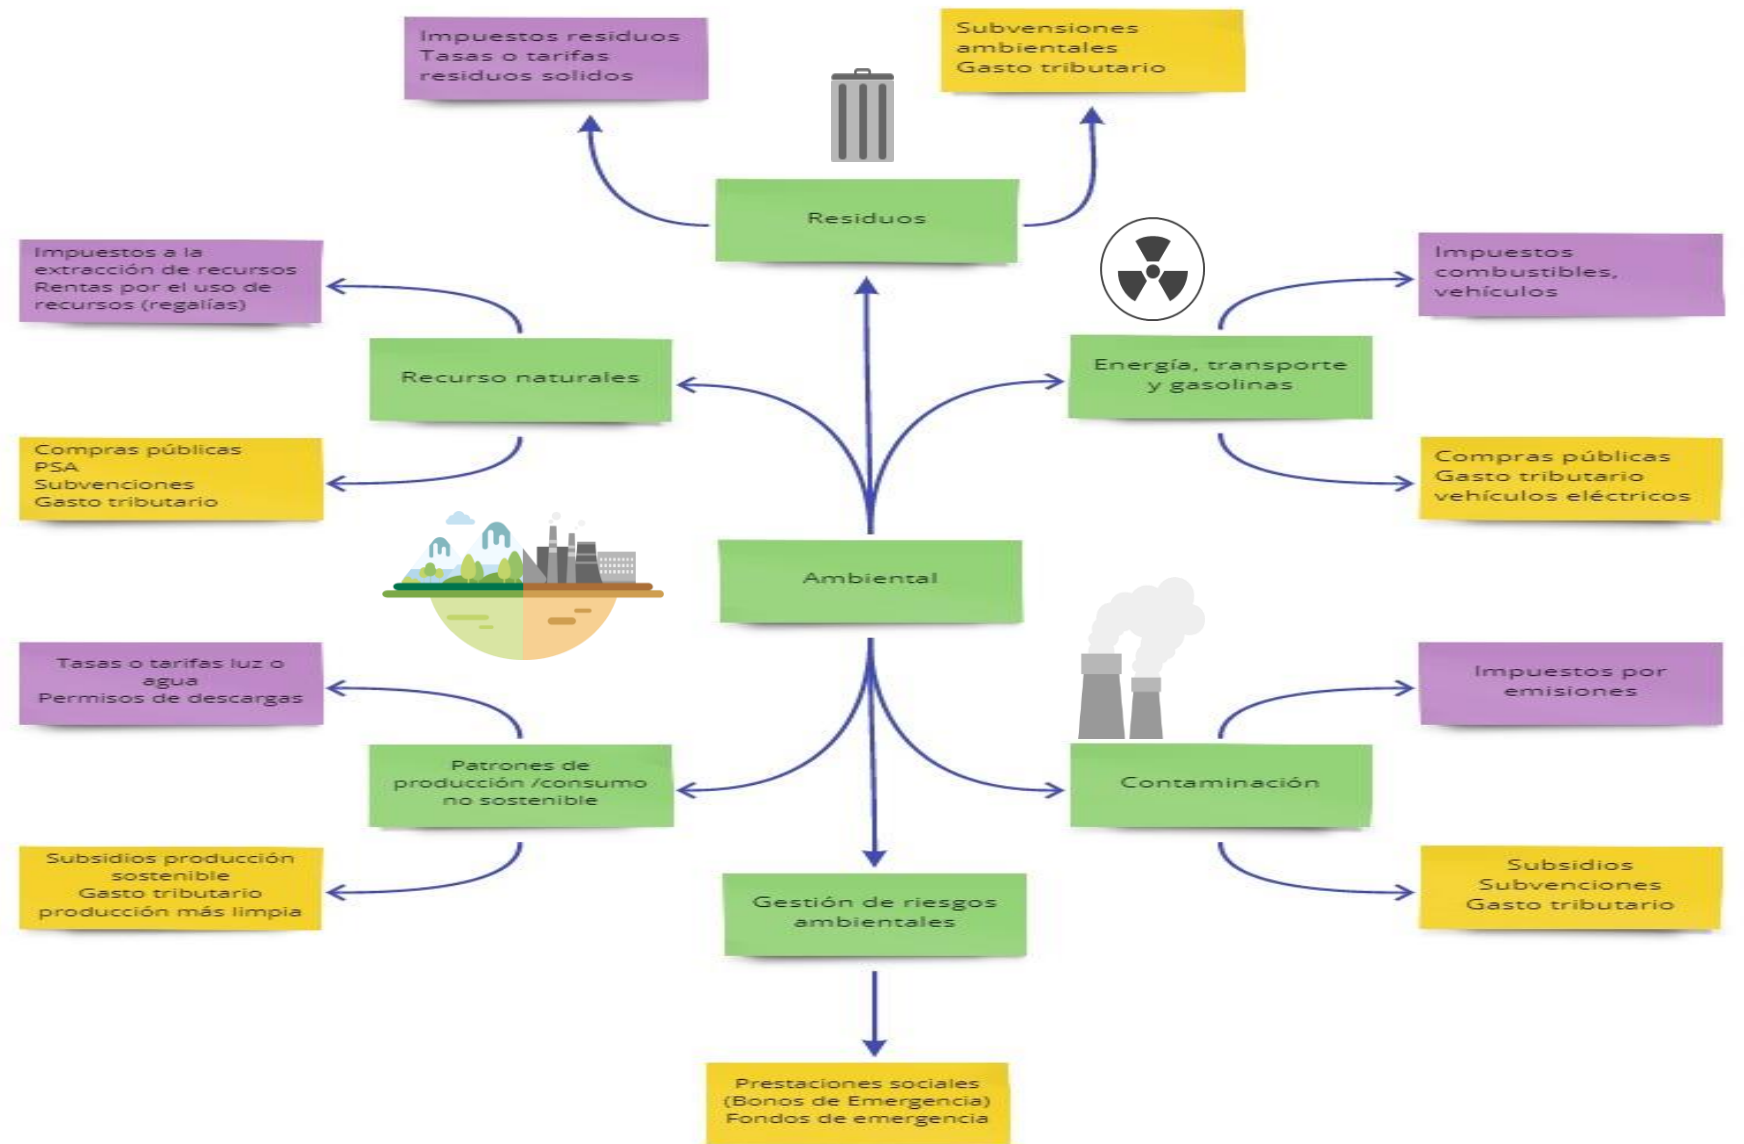 Impuestos residuos
Tasas o tarifas
residuos solidos
Subvensiones
ambientales
Gasto tributario
Residuos
Impuestos a la
extracción de recursos
Rentas por el uso de
recursos (regalías)
Impuestos
combustibles,
vehículos
Recurso naturales
Energía, transporte
y gasolinas
Compras públicas
PSA
Subvenciones
Gasto tributario
Compras públicas
Gasto tributario
vehículos eléctricos
Ambiental
Tasas o tarifas luz o
agua
Permisos de descargas
Impuestos por
emisiones
Patrones de
producción /consumo
no sostenible
Contaminación
Subsidios producción
sostenible
Gasto tributario
producción más limpia
Gestión de riesgos
ambientales
Subsidios
Subvenciones
Gasto tributario
Prestaciones sociales
(Bonos de Emergencia)
Fondos de emergencia